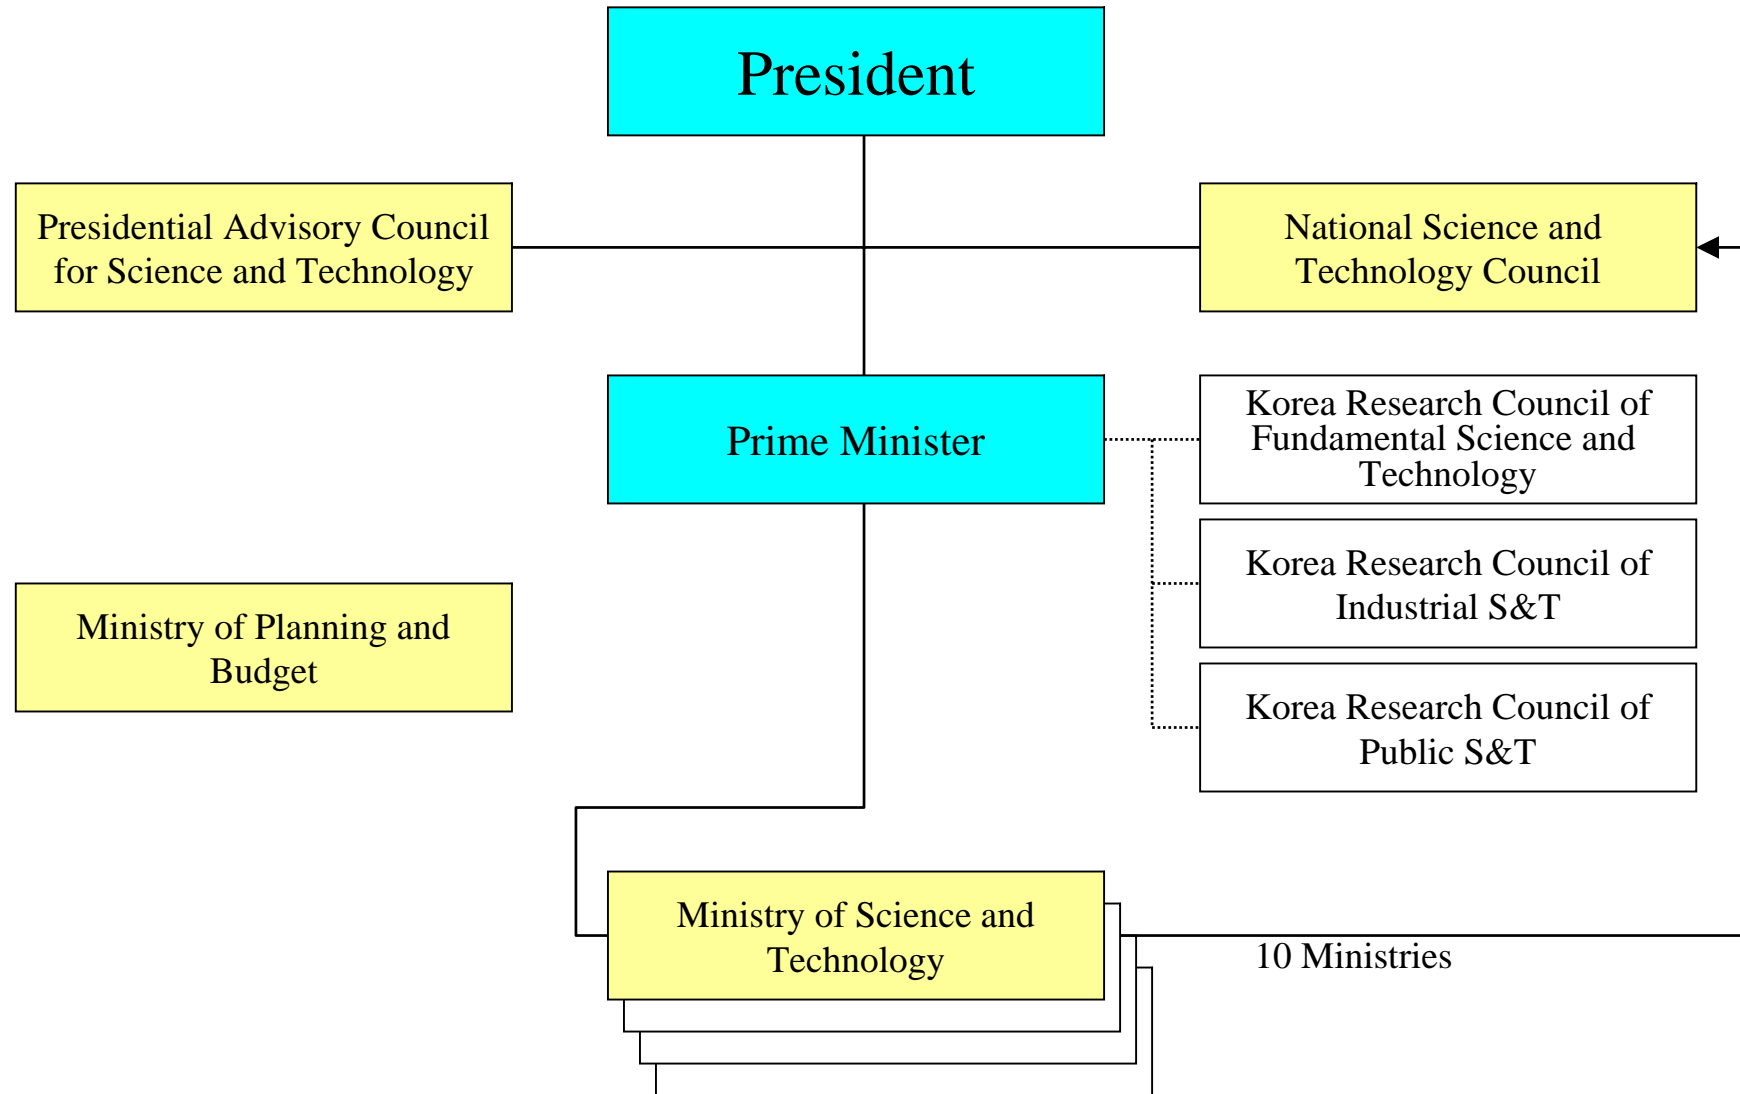 President
Presidential Advisory Council
for Science and Technology
National Science and
Technology Council
Prime Minister
Korea Research Council of
Fundamental Science and
Technology
Korea Research Council of
Industrial S&T
Ministry of Planning and
Budget
Korea Research Council of
Public S&T
Ministry of Science and
Technology
10 Ministries